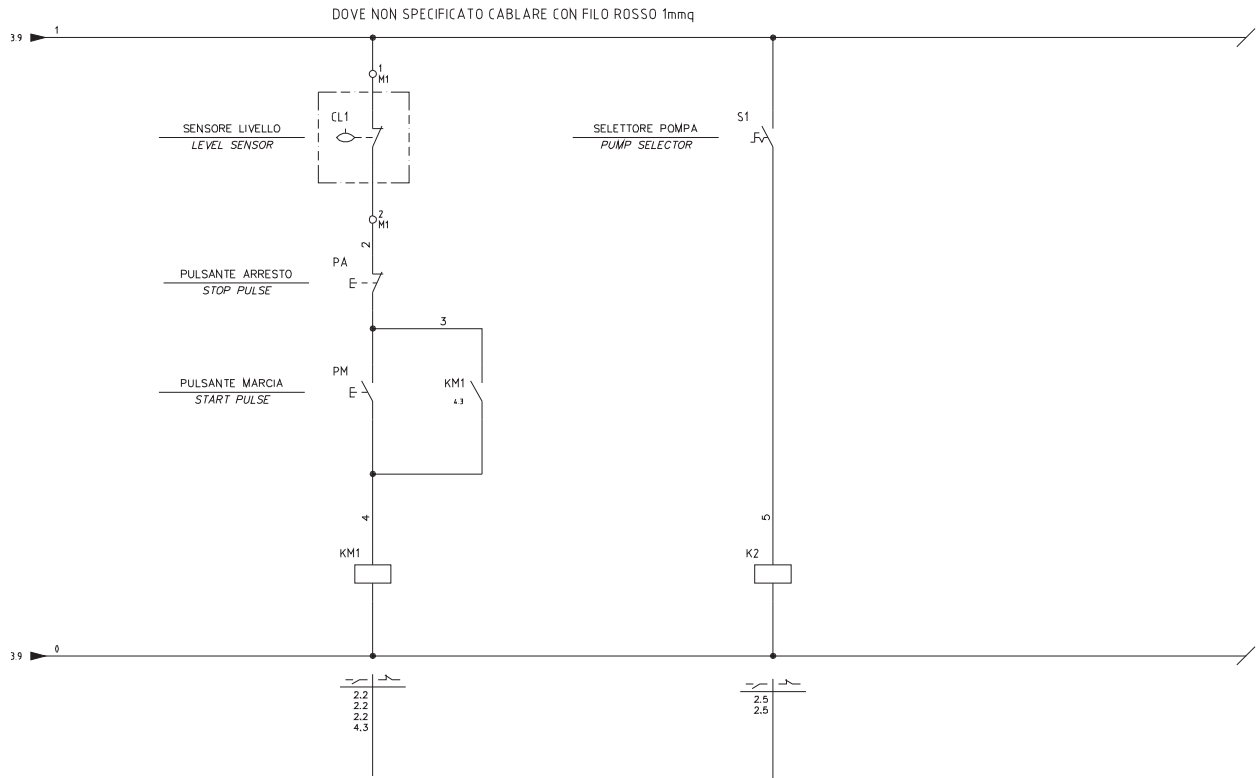 DOVE NON SPECIFICATO CABLARE CON FILO ROSSO 1mmq
3.9
1
1
M1
CL1
SENSORE LIVELLO
LEVEL SENSOR
S1
SELETTORE POMPA
PUMP SELECTOR
2
M1
2
PA
PULSANTE ARRESTO
STOP PULSE
3
PM
PULSANTE MARCIA
START PULSE
KM1
4.3
4
5
KM1
K2
3.9
0
2.2
2.2
2.2
4.3
2.5
2.5